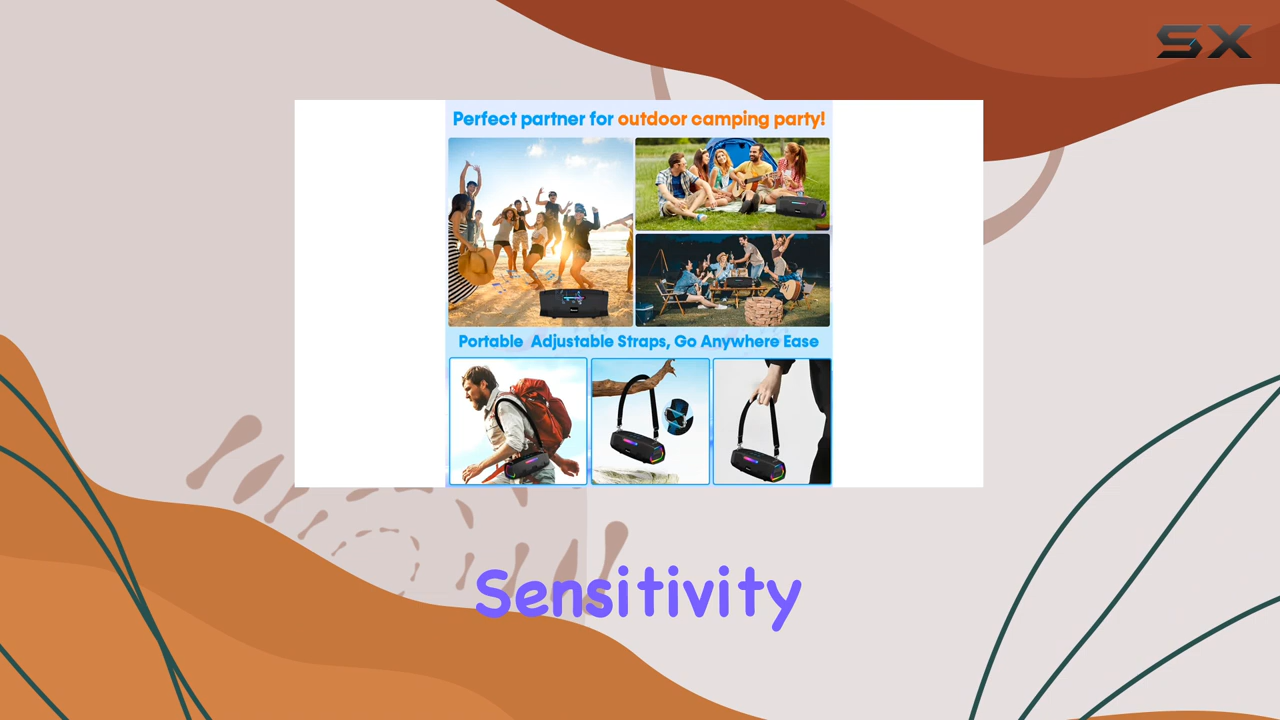 SX
Perfect partner for outdoor camping party!
Portable Adjustable Straps, Go Anywhere Ease
Sensitivity